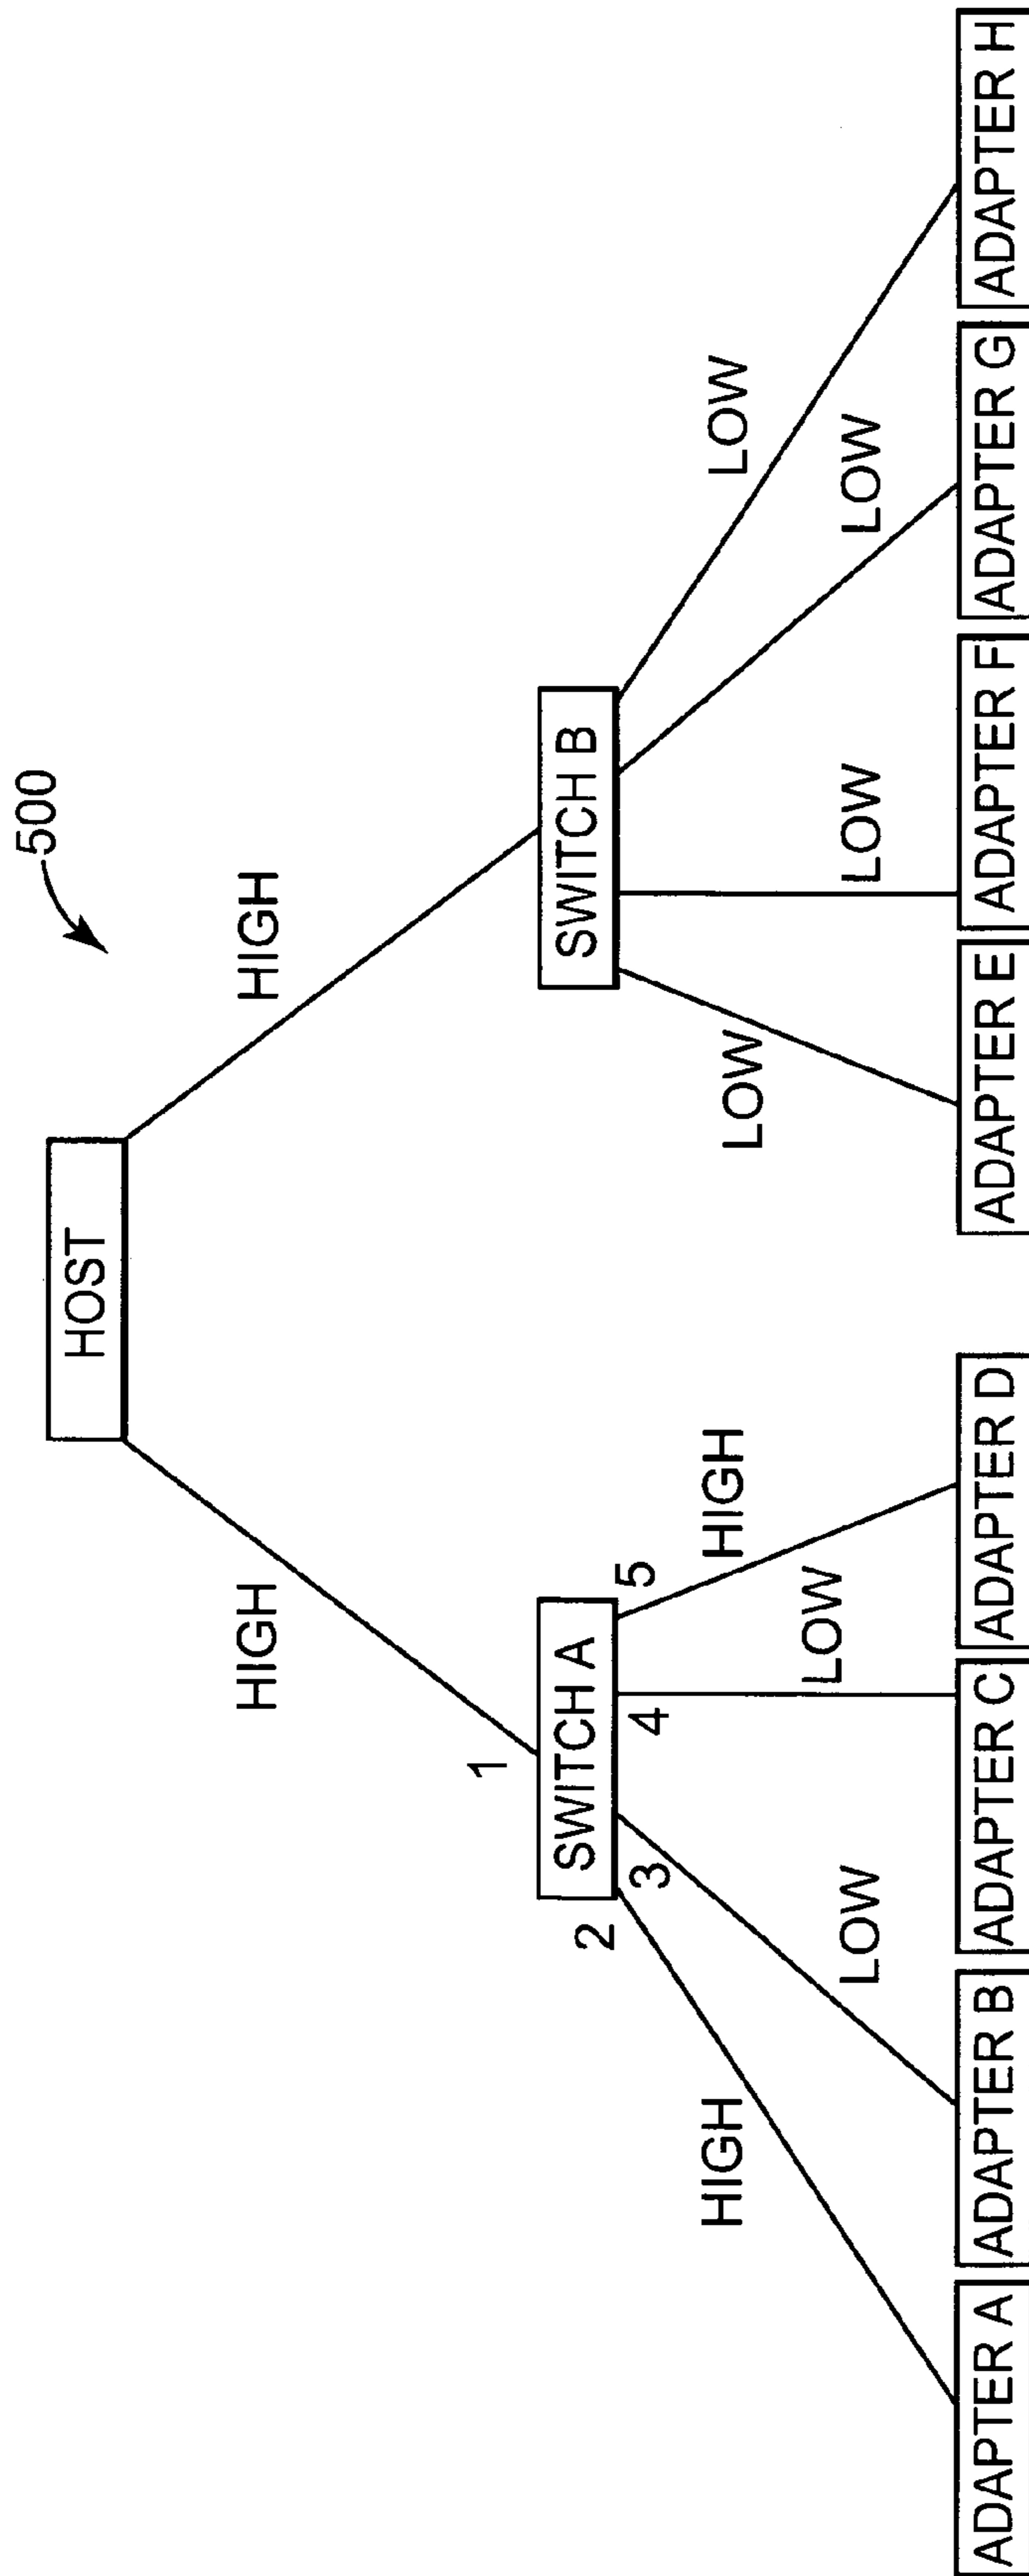 500
HOST
HIGH
HIGH
1
SWITCH A
SWITCH B
2
3
4
5
HIGH
LOW
LOW
HIGH
LOW
LOW
LOW
LOW
ADAPTER A
ADAPTER B
ADAPTER C
ADAPTER D
ADAPTER E
ADAPTER F
ADAPTER G
ADAPTER H